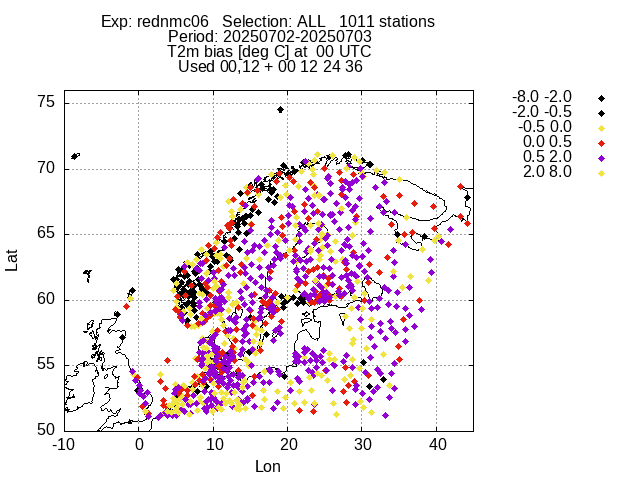 Exp: rednmc06   Selection: ALL   1011 stations
Period: 20250702-20250703
T2m bias [deg C] at  00 UTC
Used 00,12 + 00 12 24 36
-8.0 -2.0
-2.0 -0.5
-0.5 0.0
0.0 0.5
0.5 2.0
2.0 8.0
75
70
65
60
55
50
Lat
-10 0 10 20 30 40
Lon